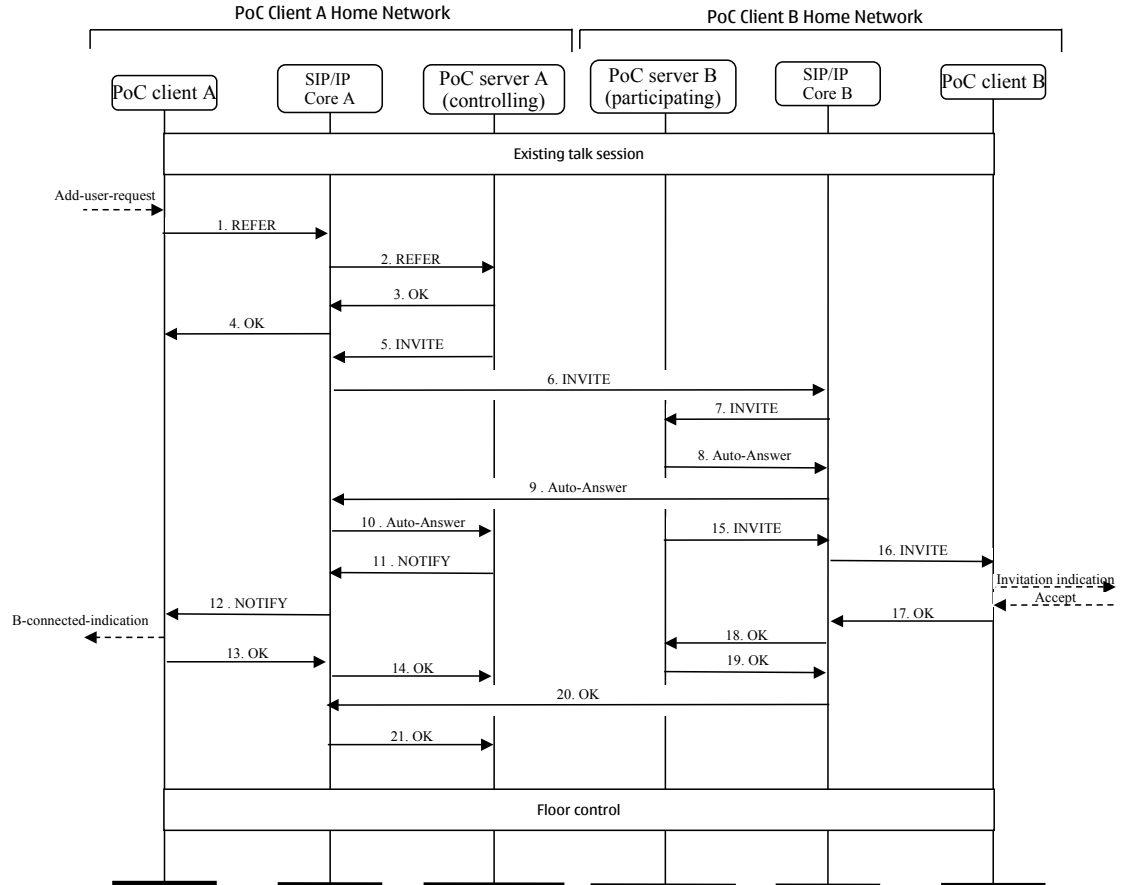 PoC Client A Home Network
PoC Client B Home Network
PoC client A
SIP/IP
Core A
PoC server A
(controlling)
PoC server B
(participating)
SIP/IP
Core B
PoC client B
Existing talk session
Add-user-request
1. REFER
2. REFER
3. OK
4. OK
5. INVITE
6. INVITE
7. INVITE
8. Auto-Answer
9 . Auto-Answer
10 . Auto-Answer
15. INVITE
16. INVITE
11 . NOTIFY
Invitation indication
Accept
12 . NOTIFY
17. OK
B-connected-indication
18. OK
13. OK
19. OK
14. OK
20. OK
21. OK
Floor control